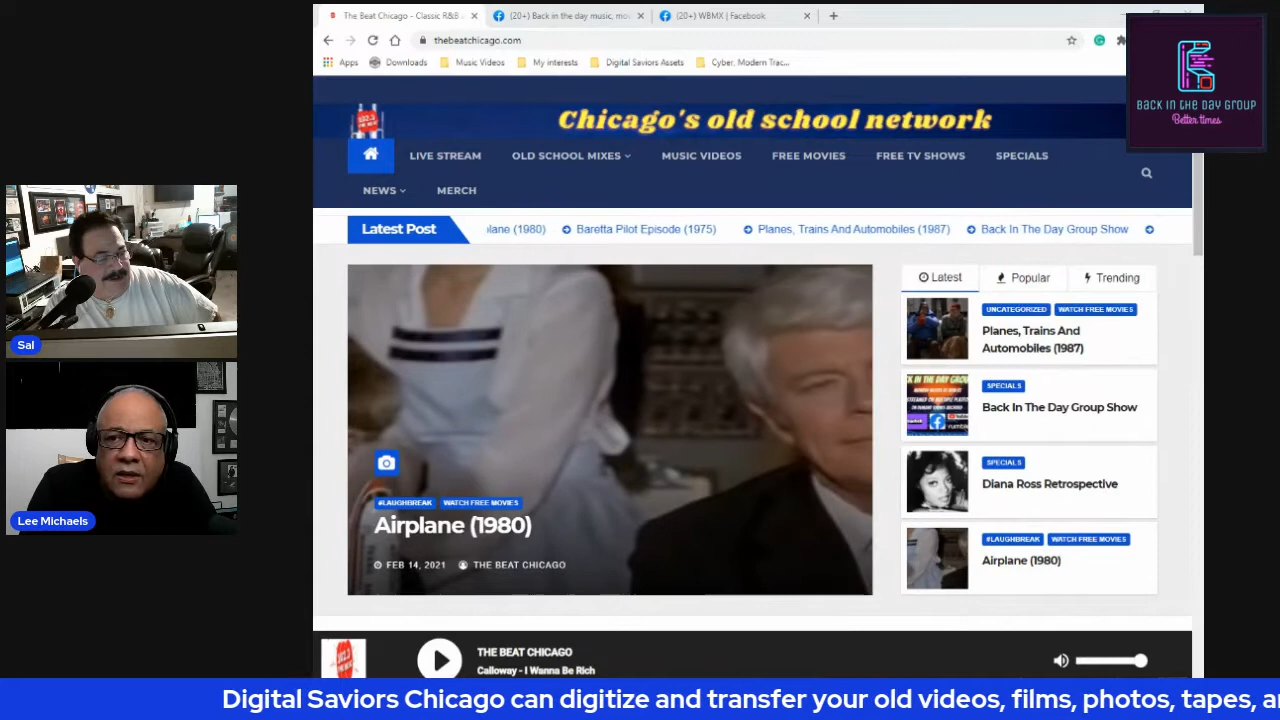 The Beat Chicago - Classic R&B
(20+) Back in the day music, mo
(20+) WBMX | Facebook
thebeatchicago.com
Apps
Downloads
Music Videos
My interests
Digital Saviors Assets
Cyber, Modern Trac...
BACK IN THE DAY GROUP
Better times
Chicago's old school network
LIVE STREAM
OLD SCHOOL MIXES
MUSIC VIDEOS
FREE MOVIES
FREE TV SHOWS
SPECIALS
NEWS
MERCH
Latest Post
lane (1980)
Baretta Pilot Episode (1975)
Planes, Trains And Automobiles (1987)
Back In The Day Group Show
Sal
Lee Michaels
#LAUGHBREAK
WATCH FREE MOVIES
Airplane (1980)
FEB 14, 2021
THE BEAT CHICAGO
Latest
Popular
Trending
UNCATEGORIZED
WATCH FREE MOVIES
Planes, Trains And
Automobiles (1987)
SPECIALS
Back In The Day Group Show
SPECIALS
Diana Ross Retrospective
#LAUGHBREAK
WATCH FREE MOVIES
Airplane (1980)
THE BEAT CHICAGO
Calloway - I Wanna Be Rich
Digital Saviors Chicago can digitize and transfer your old videos, films, photos, tapes, a